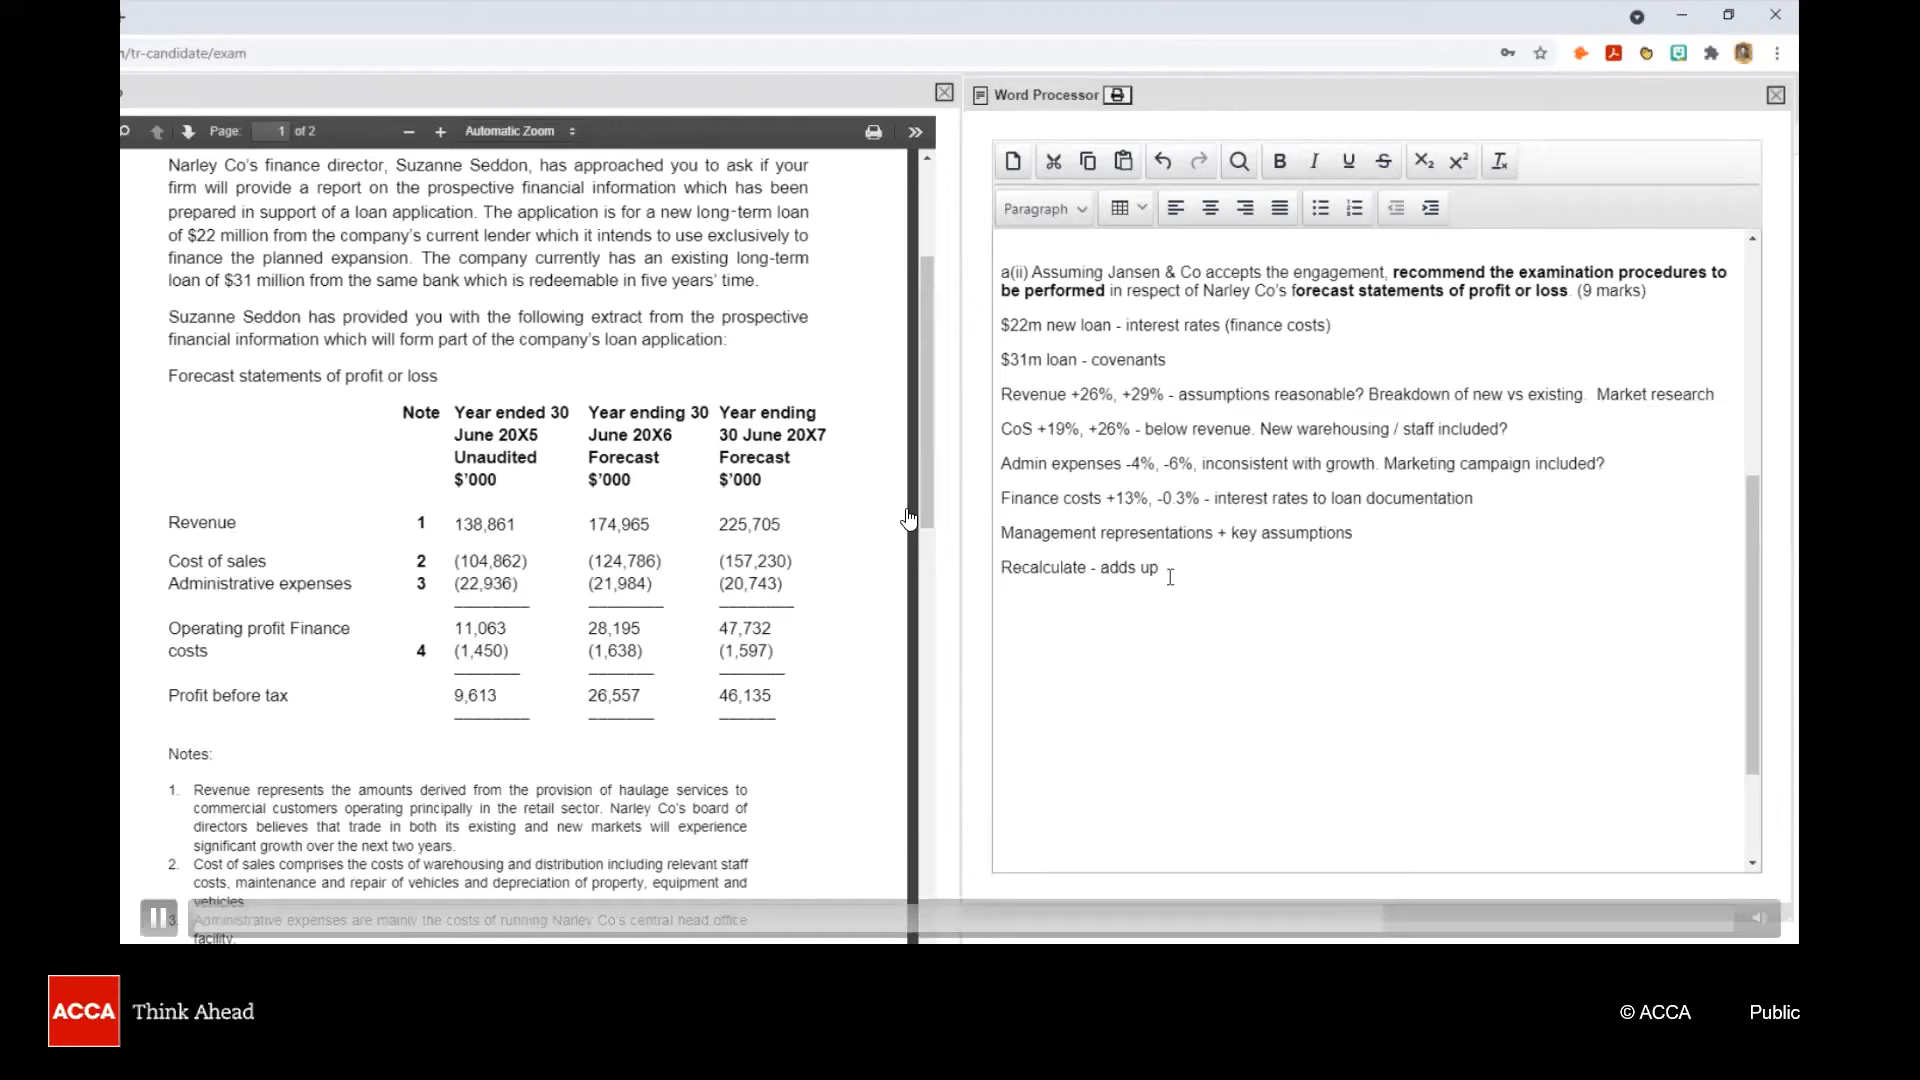 /tr-candidate/exam
Word Processor
Page: 1 of 2
Automatic Zoom
Narley Co's finance director, Suzanne Seddon, has approached you to ask if your
firm will provide a report on the prospective financial information which has been
prepared in support of a loan application. The application is for a new long-term loan
of $22 million from the company's current lender which it intends to use exclusively to
finance the planned expansion. The company currently has an existing long-term
loan of $31 million from the same bank which is redeemable in five years' time.
Suzanne Seddon has provided you with the following extract from the prospective
financial information which will form part of the company's loan application:
Forecast statements of profit or loss
Note Year ended 30 Year ending 30 Year ending
June 20X5 June 20X6 30 June 20X7
Unaudited Forecast Forecast
$'000 $'000 $'000
Revenue 1 138,861 174,965 225,705
Cost of sales 2 (104,862) (124,786) (157,230)
Administrative expenses 3 (22,936) (21,984) (20,743)
Operating profit Finance 11,063 28,195 47,732
costs 4 (1,450) (1,638) (1,597)
Profit before tax 9,613 26,557 46,135
Notes:
1. Revenue represents the amounts derived from the provision of haulage services to
commercial customers operating principally in the retail sector. Narley Co's board of
directors believes that trade in both its existing and new markets will experience
significant growth over the next two years.
2. Cost of sales comprises the costs of warehousing and distribution including relevant staff
costs, maintenance and repair of vehicles and depreciation of property, equipment and
vehicles
3. Administrative expenses are mainly the costs of running Narley Co's central head office
facility.
Paragraph
a(ii) Assuming Jansen & Co accepts the engagement, recommend the examination procedures to
be performed in respect of Narley Co's forecast statements of profit or loss. (9 marks)
$22m new loan - interest rates (finance costs)
$31m loan - covenants
Revenue +26%, +29% - assumptions reasonable? Breakdown of new vs existing. Market research
CoS +19%, +26% - below revenue. New warehousing / staff included?
Admin expenses -4%, -6%, inconsistent with growth. Marketing campaign included?
Finance costs +13%, -0.3% - interest rates to loan documentation
Management representations + key assumptions
Recalculate - adds up
ACCA Think Ahead
© ACCA Public